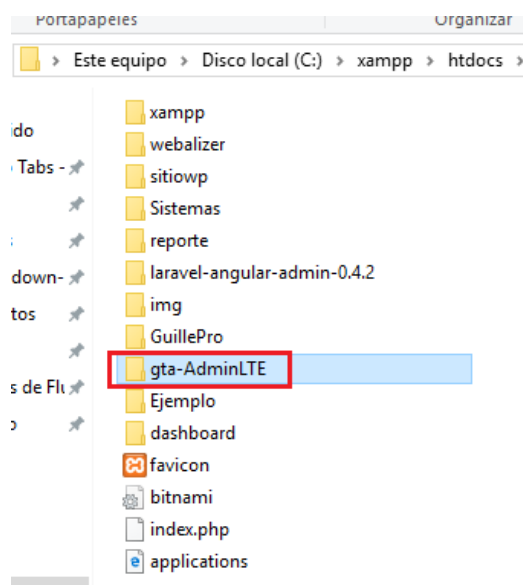 Portapapeles Organizar
Este equipo > Disco local (C:) > xampp > htdocs >
xampp
ido
webalizer
Tabs -
sitiowp
Sistemas
reporte
down-
laravel-angular-admin-0.4.2
tos
img
GuillePro
gta-AdminLTE
s de Flu
Ejemplo
dashboard
favicon
bitnami
index.php
applications